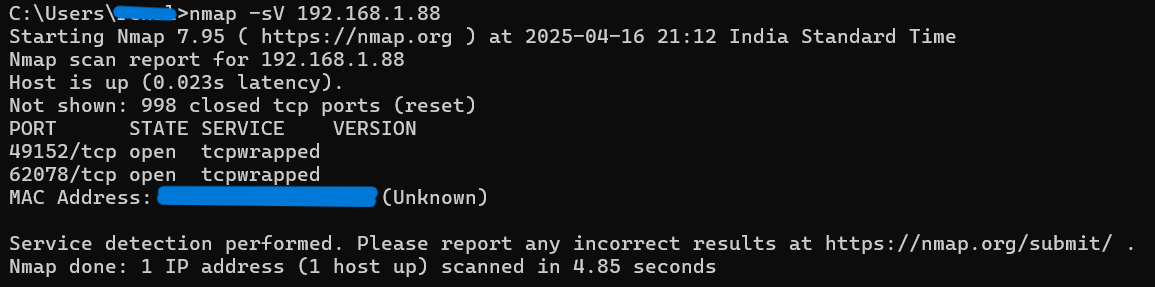 C:\Users\>nmap -sV 192.168.1.88
Starting Nmap 7.95 ( https://nmap.org ) at 2025-04-16 21:12 India Standard Time
Nmap scan report for 192.168.1.88
Host is up (0.023s latency).
Not shown: 998 closed tcp ports (reset)
PORT      STATE SERVICE    VERSION
49152/tcp open  tcpwrapped
62078/tcp open  tcpwrapped
MAC Address: (Unknown)
Service detection performed. Please report any incorrect results at https://nmap.org/submit/ .
Nmap done: 1 IP address (1 host up) scanned in 4.85 seconds